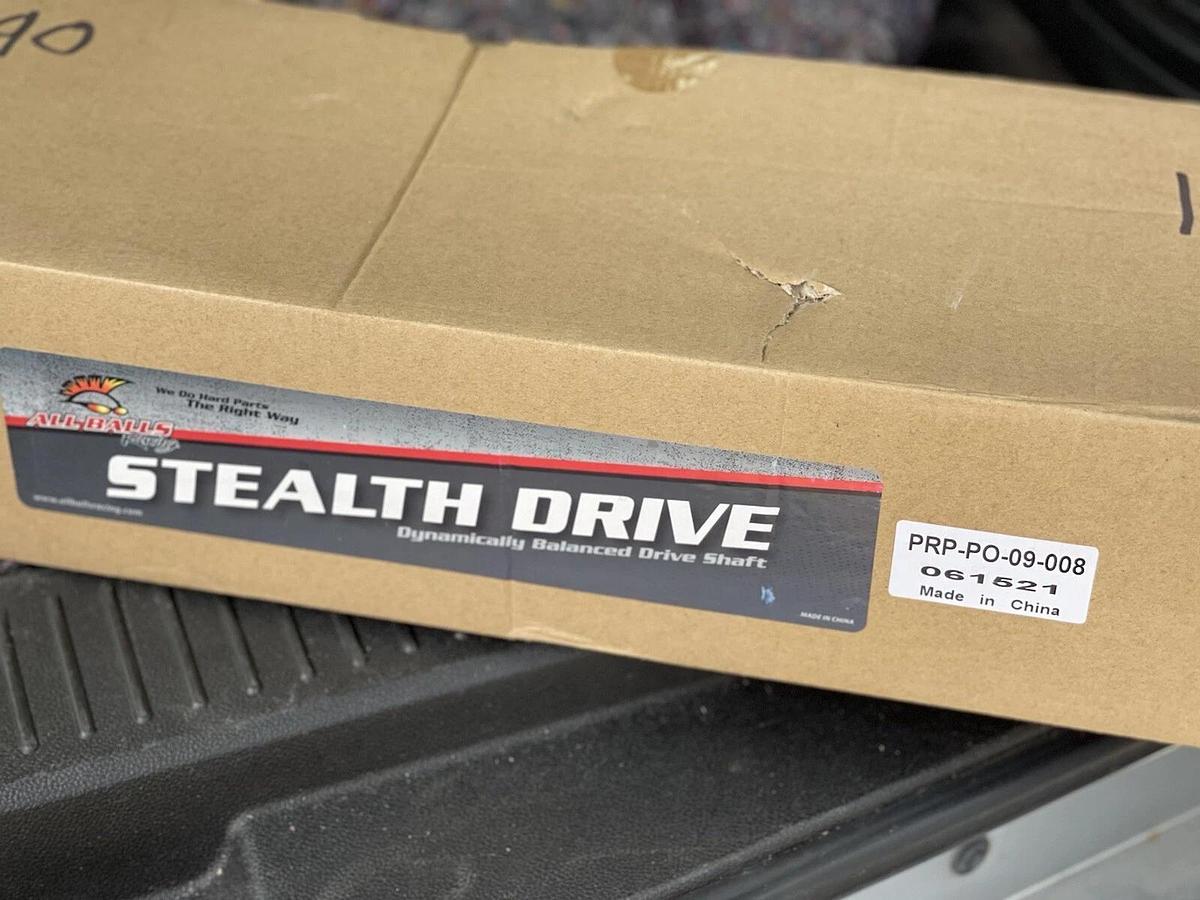 We Do Hard Parts
The Right Way
ALL BALLS
Racing
STEALTH DRIVE
Dynamically Balanced Drive Shaft
www.allballsracing.com
MADE IN CHINA
PRP-PO-09-008
061521
Made in China